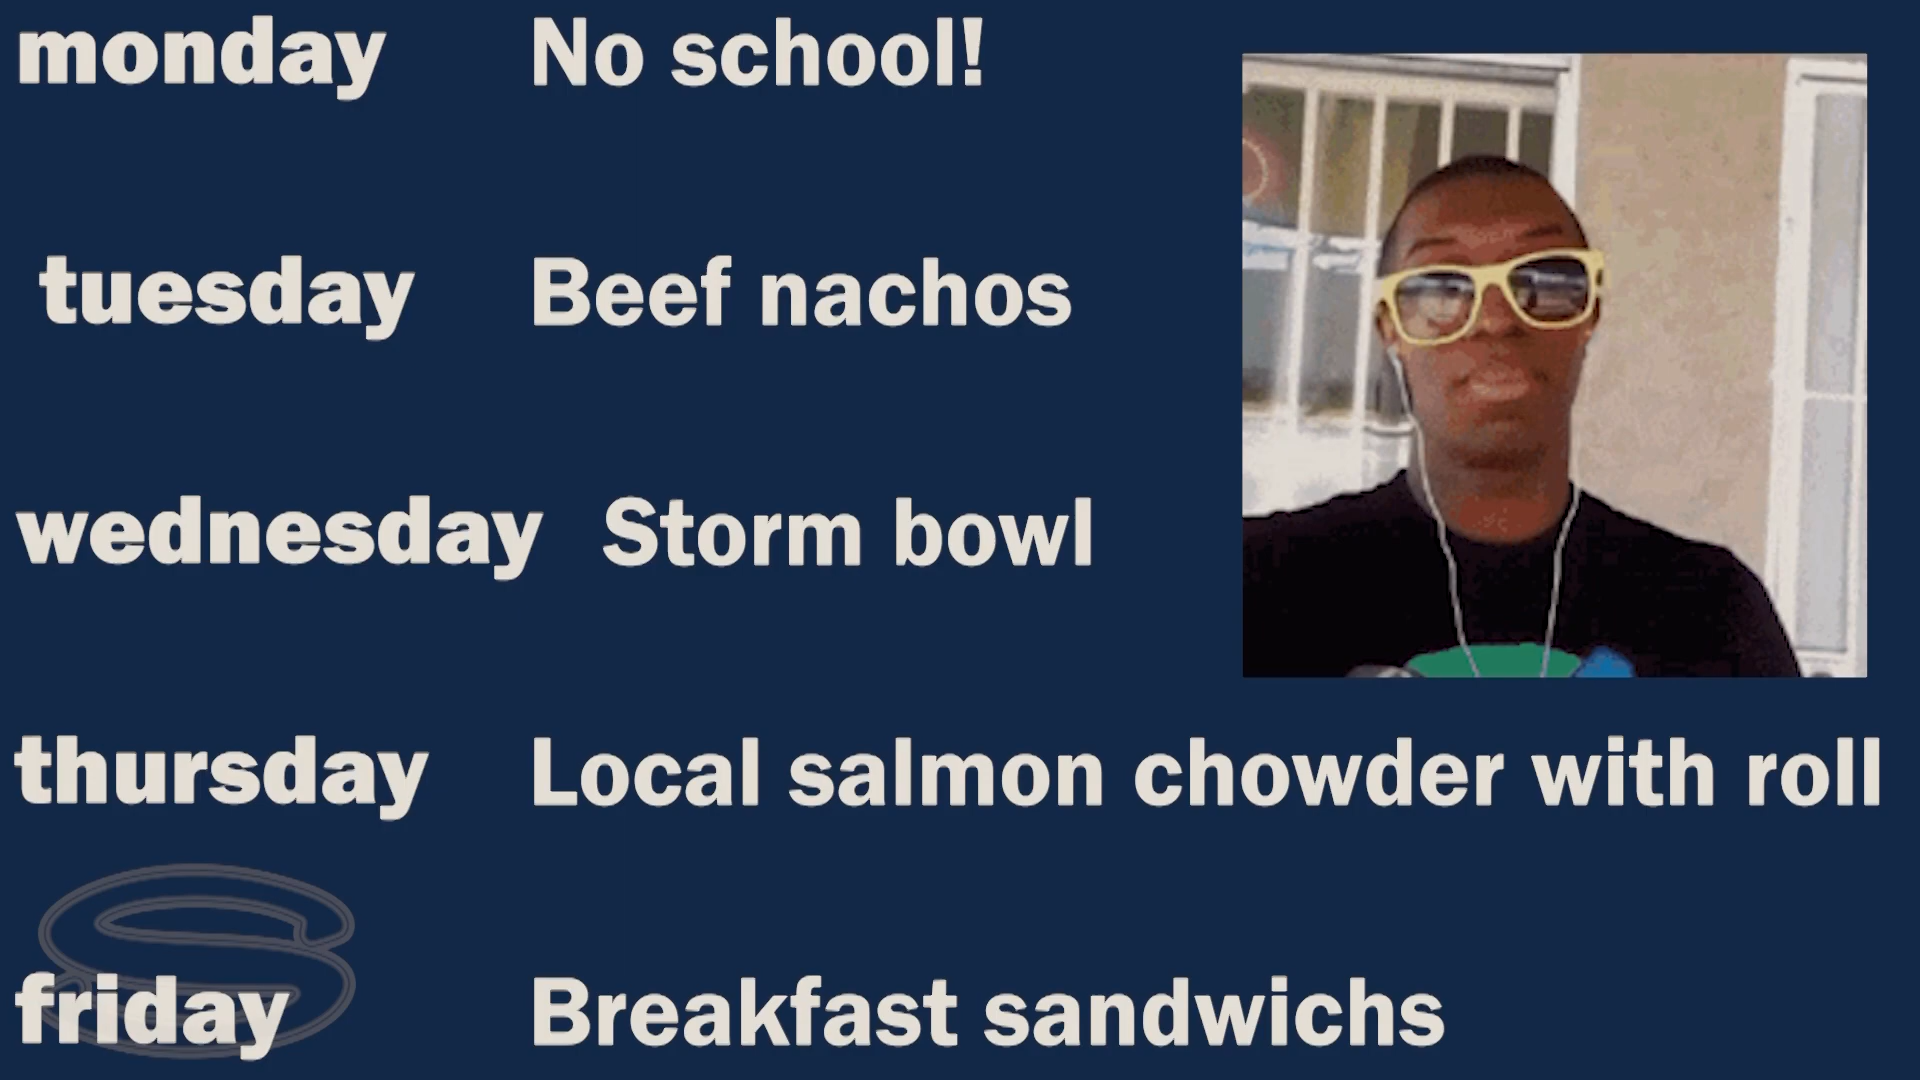 monday No school!
tuesday Beef nachos
wednesday Storm bowl
thursday Local salmon chowder with roll
friday Breakfast sandwichs